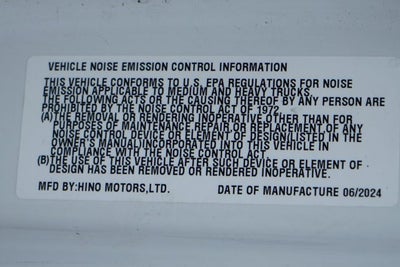 VEHICLE NOISE EMISSION CONTROL INFORMATION
THIS VEHICLE CONFORMS TO U.S. EPA REGULATIONS FOR NOISE
EMISSION APPLICABLE TO MEDIUM AND HEAVY TRUCKS.
THE FOLLOWING ACTS OR THE CAUSING THEREOF BY ANY PERSON ARE
PROHIBITED BY THE NOISE CONTROL ACT OF 1972
(A)THE REMOVAL OR RENDERING INOPERATIVE OTHER THAN FOR
PURPOSES OF MAINTENANCE,REPAIR,OR REPLACEMENT OF ANY
NOISE CONTROL DEVICE OR ELEMENT OF DESIGN(LISTED IN THE
OWNER'S MANUAL)INCORPORATED INTO THIS VEHICLE IN
COMPLIANCE WITH THE NOISE CONTROL ACT
(B)THE USE OF THIS VEHICLE AFTER SUCH DEVICE OR ELEMENT OF
DESIGN HAS BEEN REMOVED OR RENDERED INOPERATIVE.
MFD BY:HINO MOTORS,LTD. DATE OF MANUFACTURE 06/2024